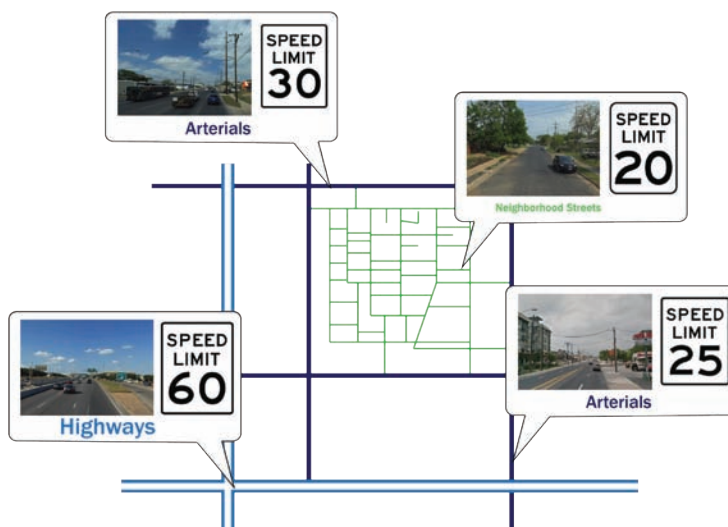 SPEED
LIMIT
30
Arterials
SPEED
LIMIT
20
Neighborhood Streets
SPEED
LIMIT
60
Highways
SPEED
LIMIT
25
Arterials